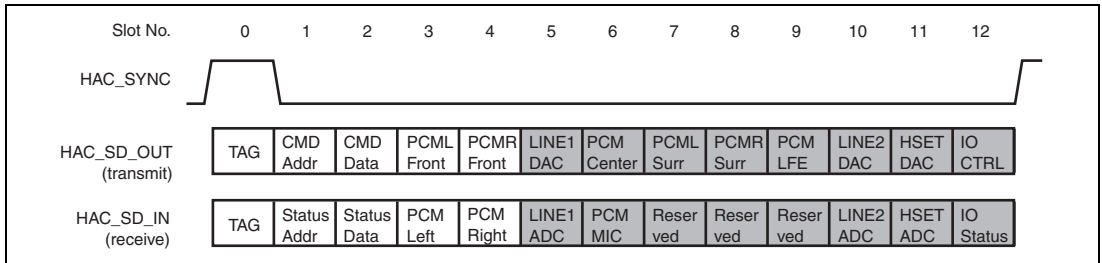 Slot No. 0 1 2 3 4 5 6 7 8 9 10 11 12
HAC_SYNC
HAC_SD_OUT
(transmit)
TAG CMD CMD PCML PCMR LINE1 PCM PCML PCMR PCM LINE2 HSET IO
Addr Data Front Front DAC Center Surr Surr LFE DAC DAC CTRL
HAC_SD_IN
(receive)
TAG Status Status PCM PCM LINE1 PCM Reser Reser Reser LINE2 HSET IO
Addr Data Left Right ADC MIC ved ved ved ADC ADC Status